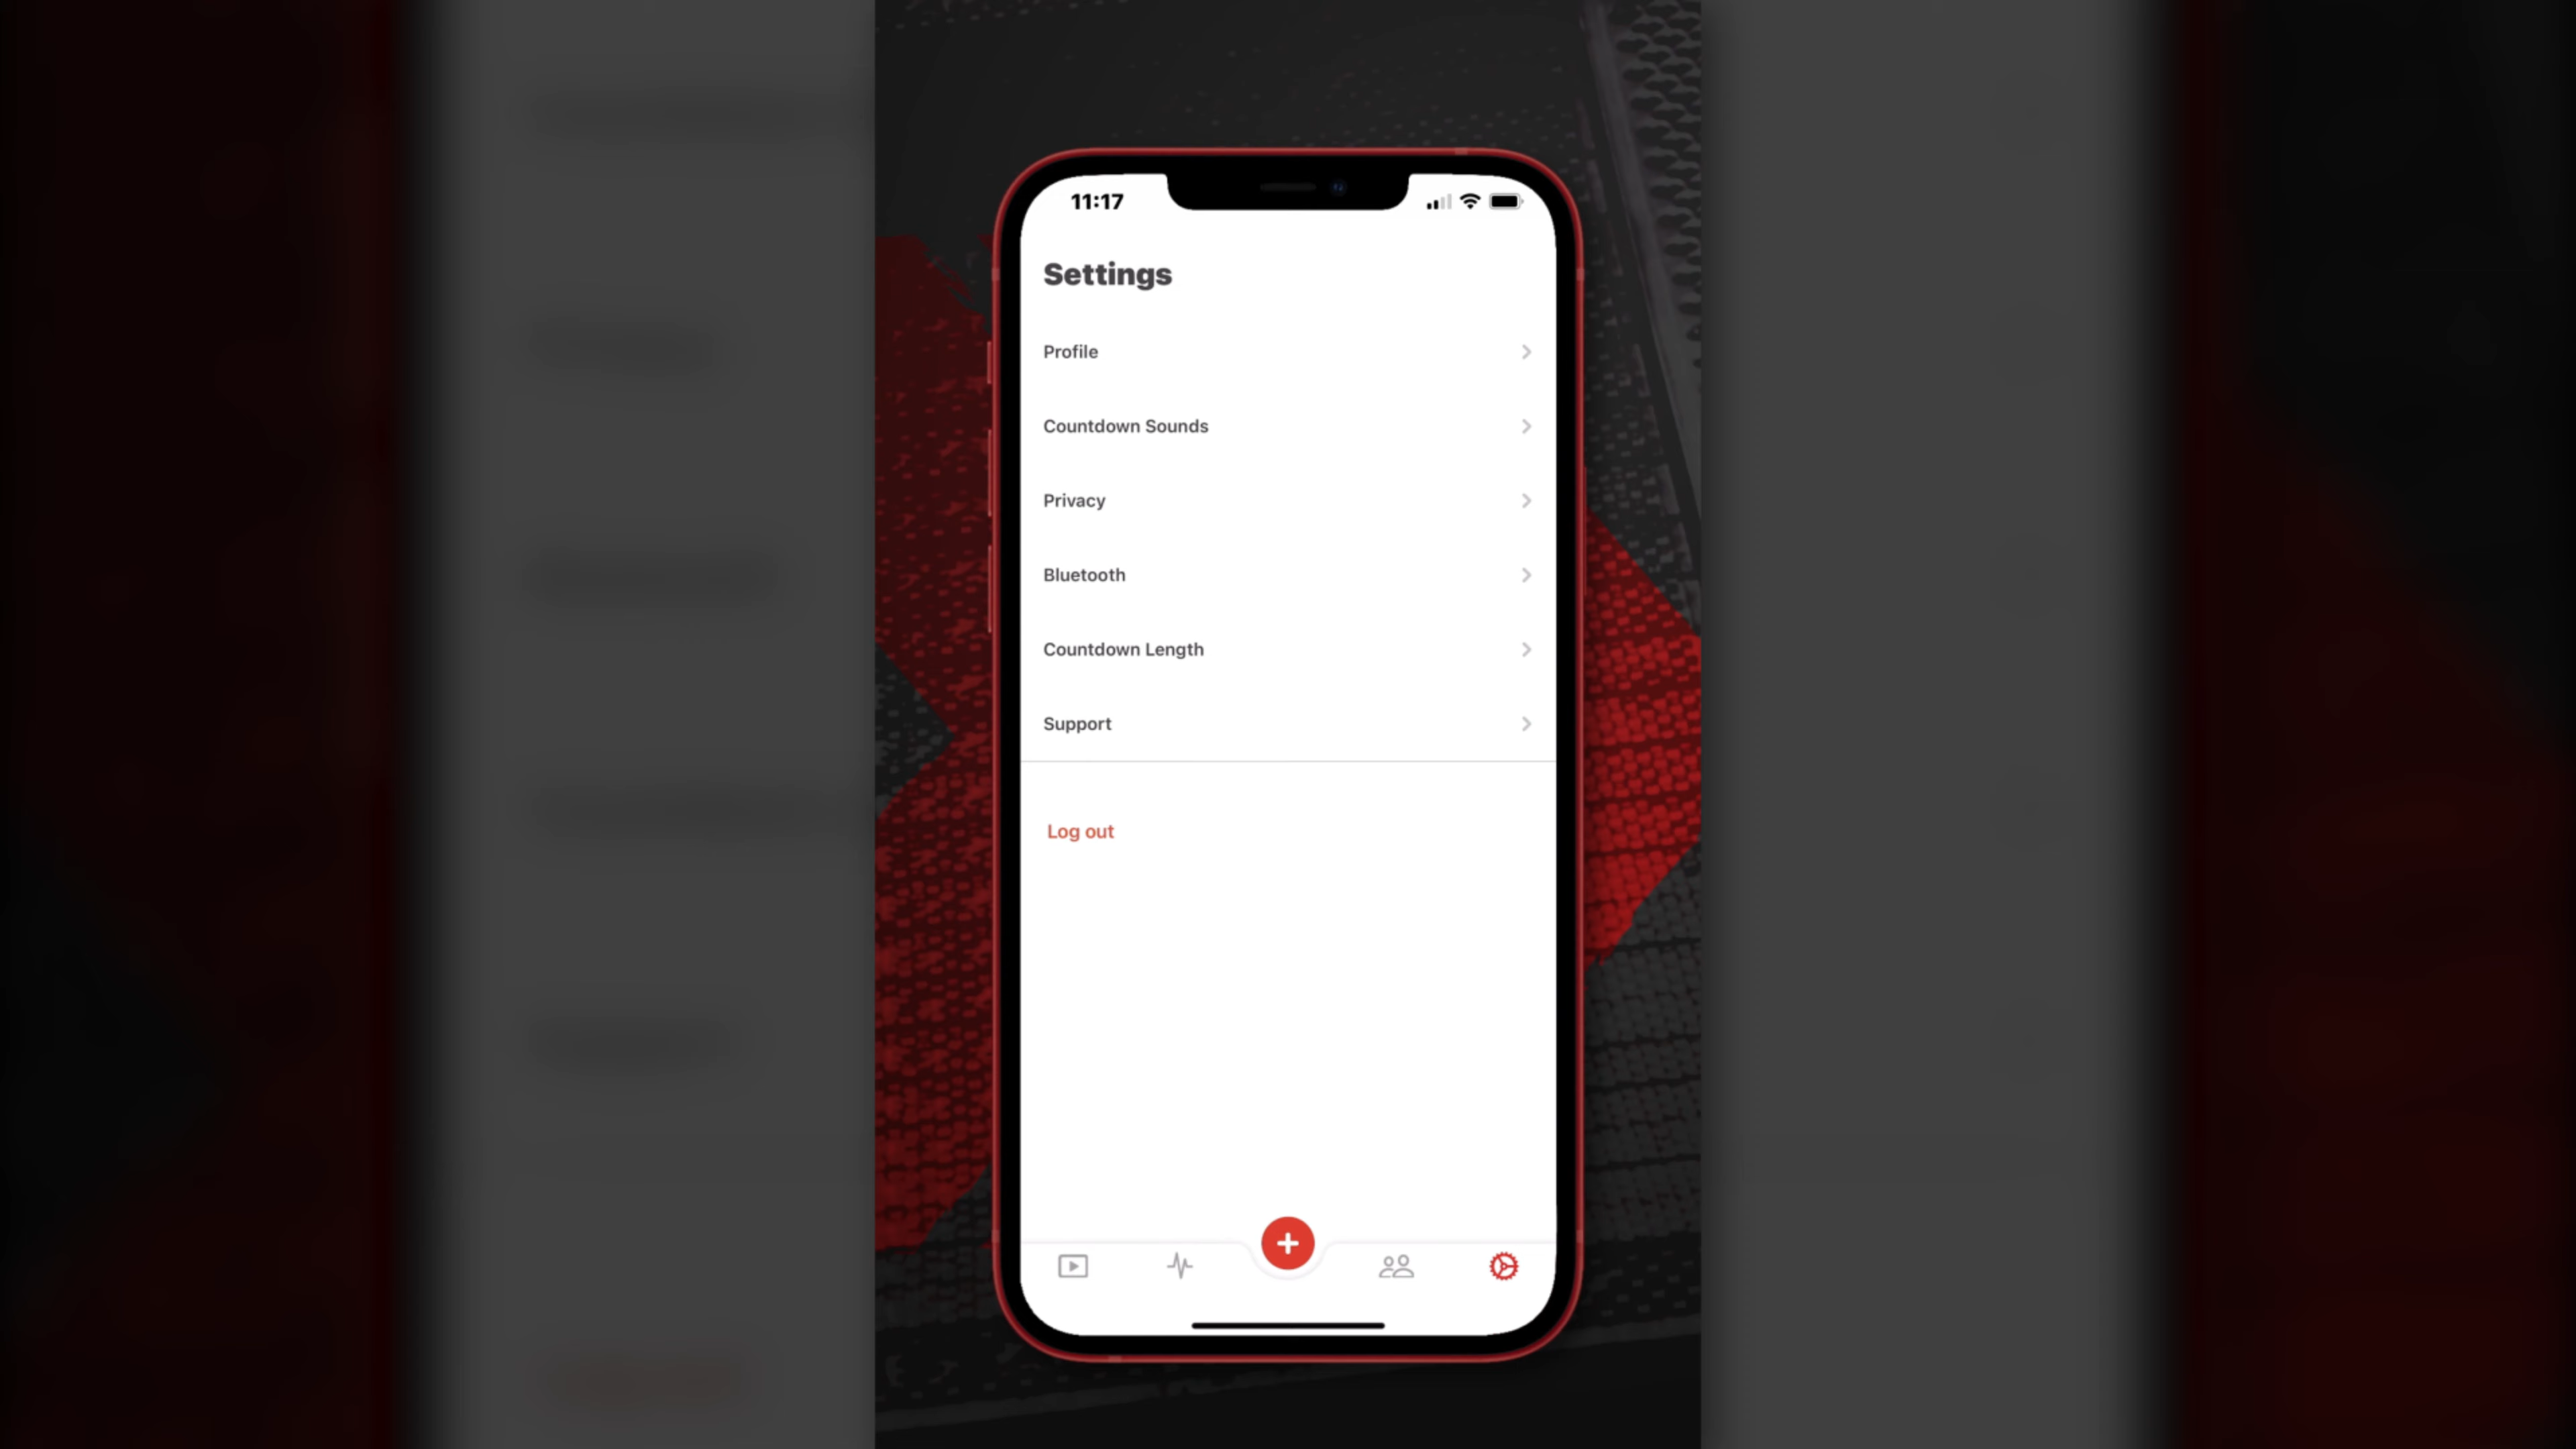 11:17
Settings
Profile
Countdown Sounds
Privacy
Bluetooth
Countdown Length
Support
Log out